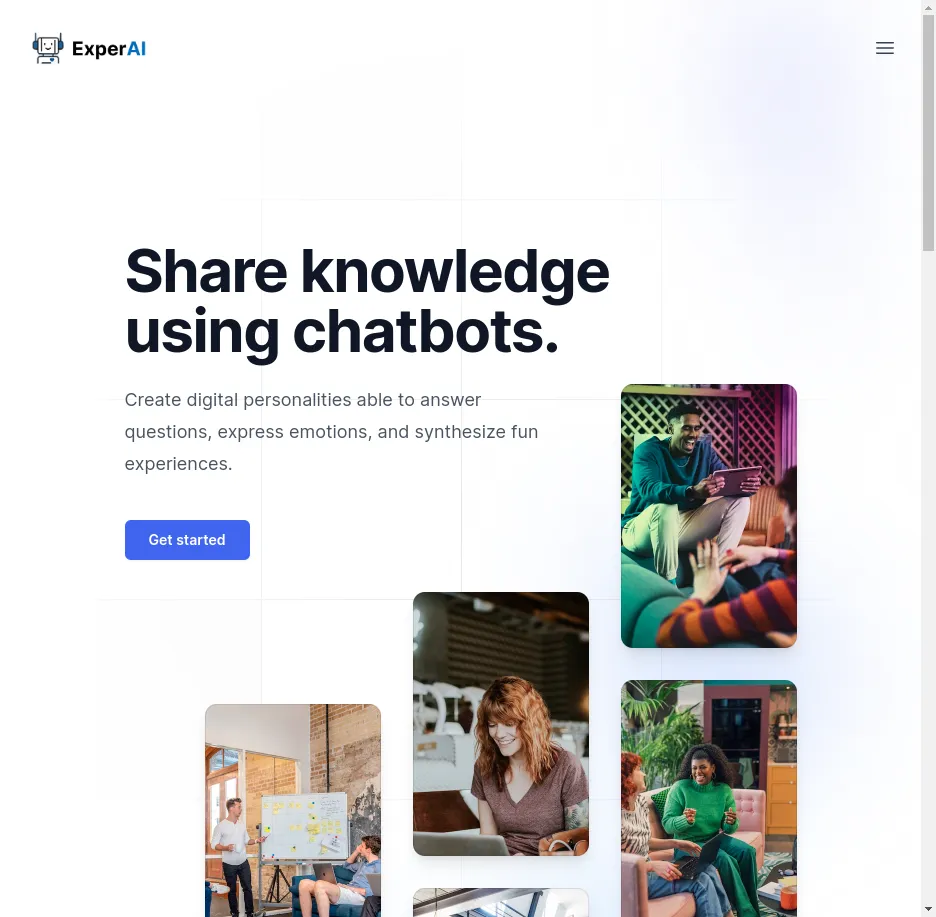 ExperAI
Share knowledge
using chatbots.
Create digital personalities able to answer
questions, express emotions, and synthesize fun
experiences.
Get started